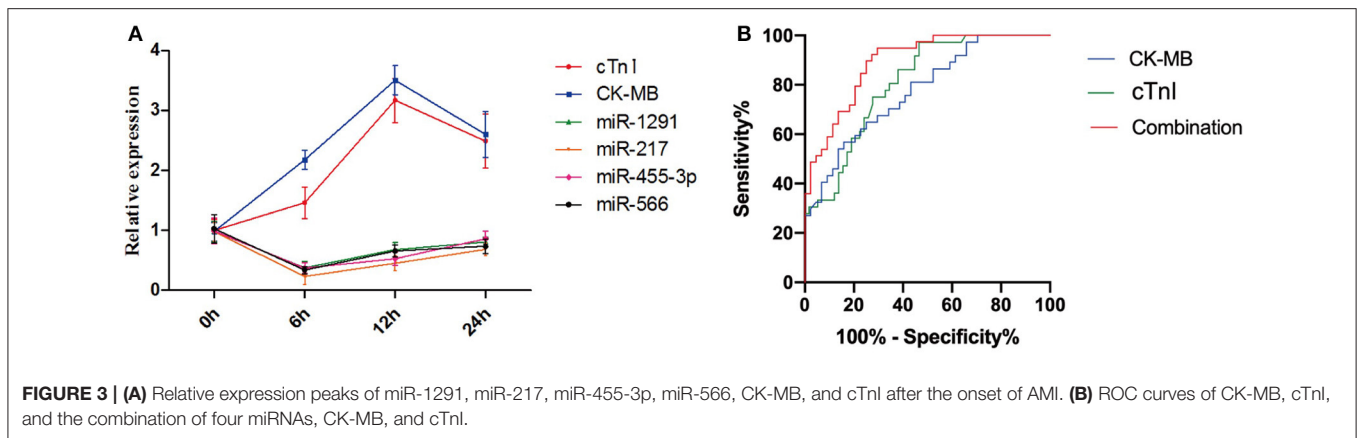 A
Relative expression
4
3
2
1
0
0h
6h
12h
24h
cTn1
CK-MB
miR-1291
miR-217
miR-455-3p
miR-566
B
Sensitivity%
100
80
60
40
20
0
0 20 40 60 80 100
100% - Specificity%
CK-MB
cTnI
Combination
FIGURE 3 | (A) Relative expression peaks of miR-1291, miR-217, miR-455-3p, miR-566, CK-MB, and cTnI after the onset of AMI. (B) ROC curves of CK-MB, cTnI,
and the combination of four miRNAs, CK-MB, and cTnI.